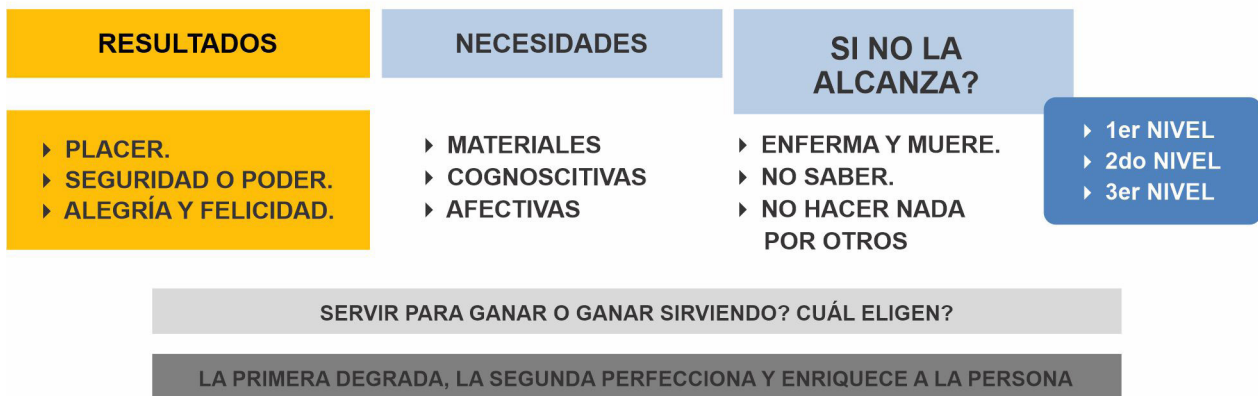 RESULTADOS
NECESIDADES
SI NO LA
ALCANZA?
PLACER.
SEGURIDAD O PODER.
ALEGRÍA Y FELICIDAD.
MATERIALES
COGNOSCITIVAS
AFECTIVAS
ENFERMA Y MUERE.
NO SABER.
NO HACER NADA
POR OTROS
1er NIVEL
2do NIVEL
3er NIVEL
SERVIR PARA GANAR O GANAR SIRVIENDO? CUÁL ELIGEN?
LA PRIMERA DEGRADA, LA SEGUNDA PERFECCIONA Y ENRIQUECE A LA PERSONA